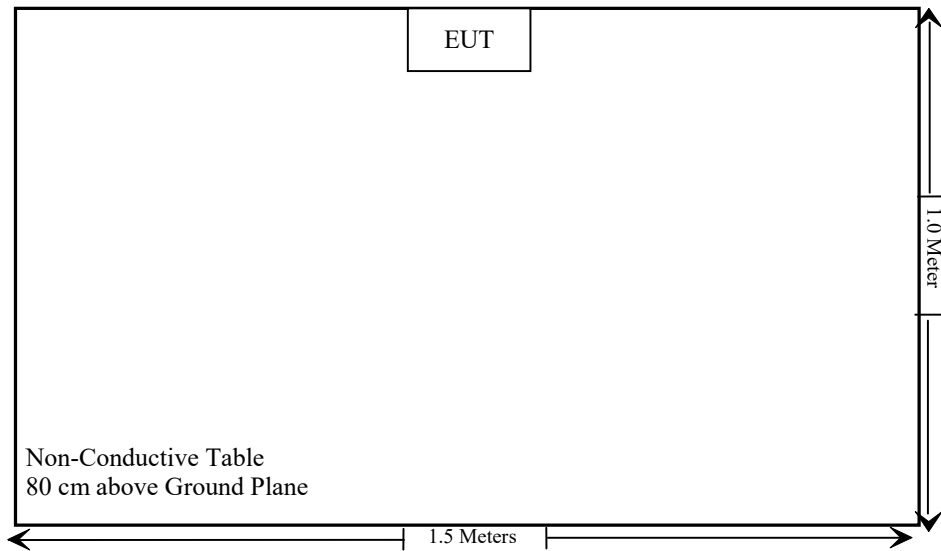 EUT
1.0 Meter
Non-Conductive Table
80 cm above Ground Plane
1.5 Meters